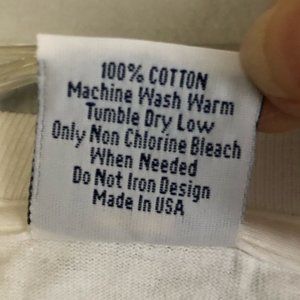 100% COTTON
Machine Wash Warm
Tumble Dry Low
Only Non Chlorine Bleach
When Needed
Do Not Iron Design
Made In USA